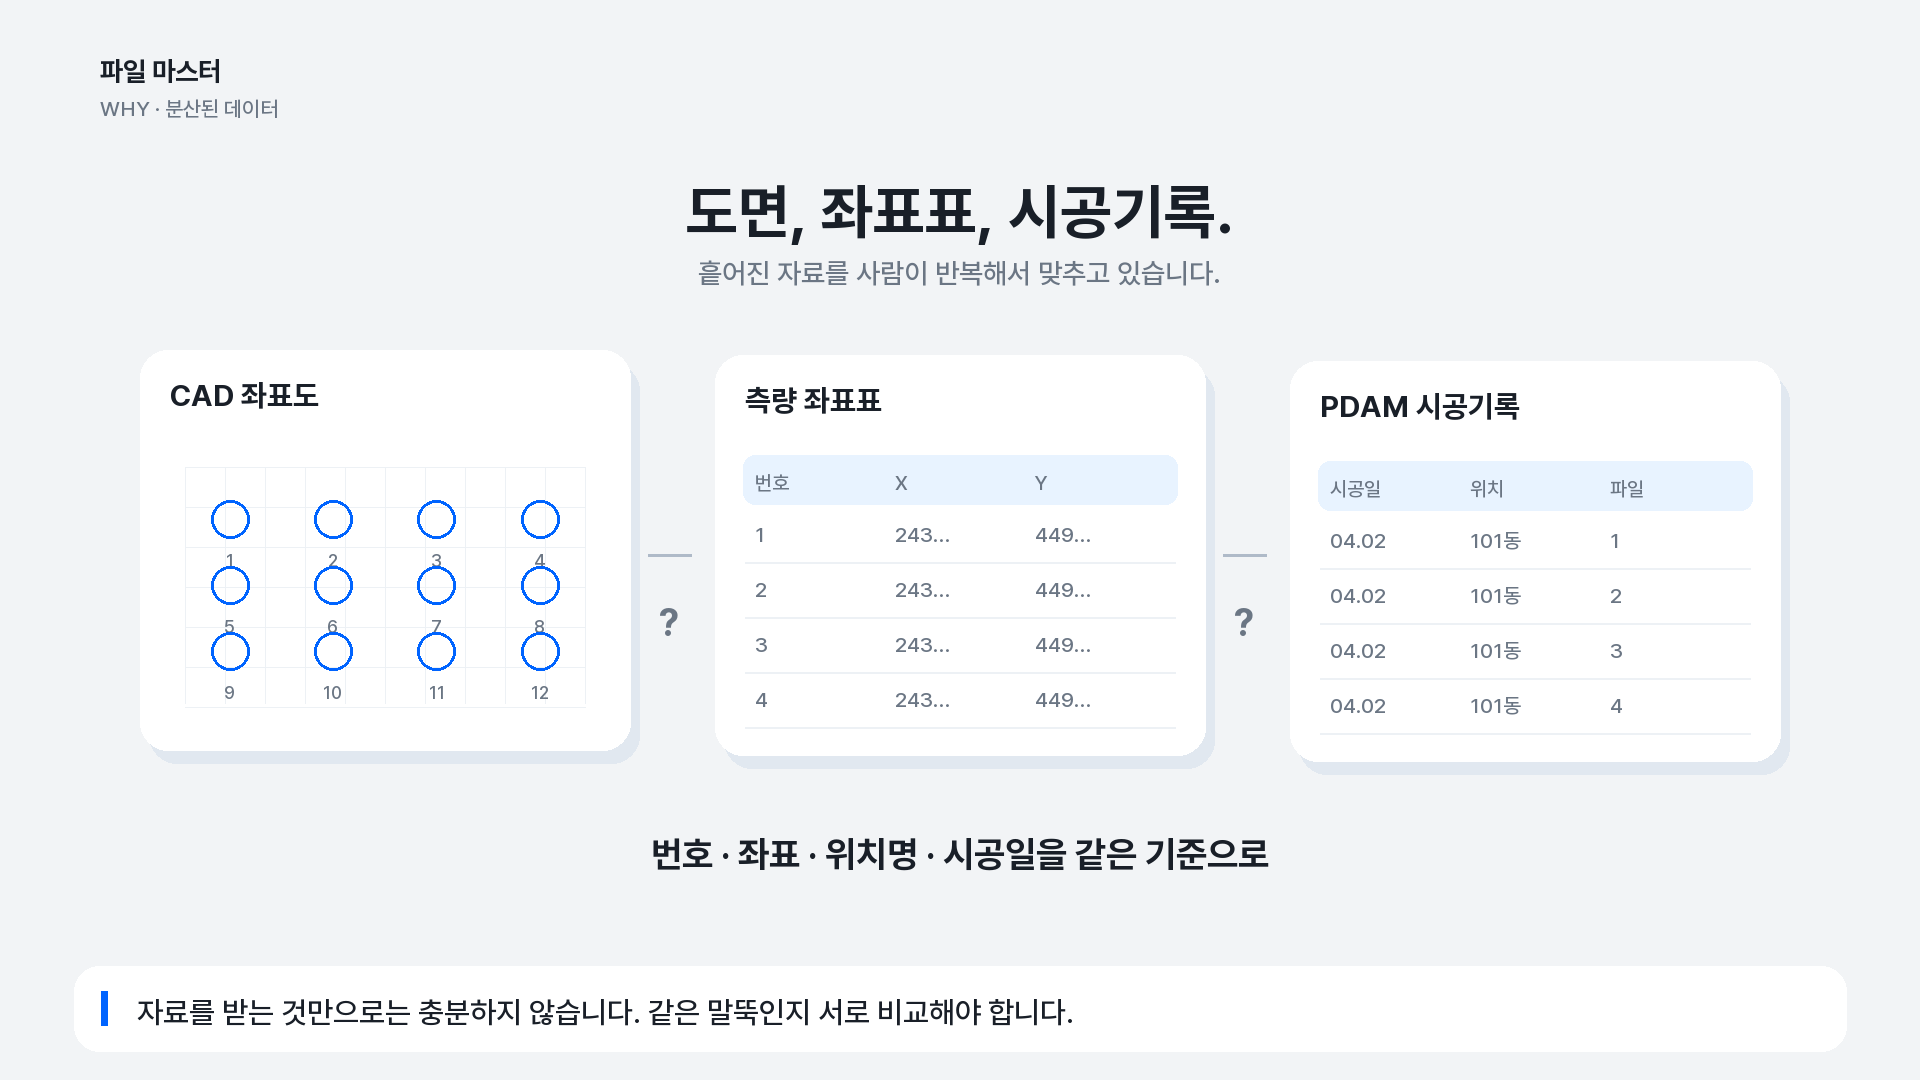 파일 마스터
WHY · 분산된 데이터
도면, 좌표표, 시공기록.
흩어진 자료를 사람이 반복해서 맞추고 있습니다.
CAD 좌표도
1 2 3 4
5 6 7 8
9 10 11 12
?
측량 좌표표
번호 X Y
1 243... 449...
2 243... 449...
3 243... 449...
4 243... 449...
?
PDAM 시공기록
시공일 위치 파일
04.02 101동 1
04.02 101동 2
04.02 101동 3
04.02 101동 4
번호 · 좌표 · 위치명 · 시공일을 같은 기준으로
자료를 받는 것만으로는 충분하지 않습니다. 같은 말뚝인지 서로 비교해야 합니다.